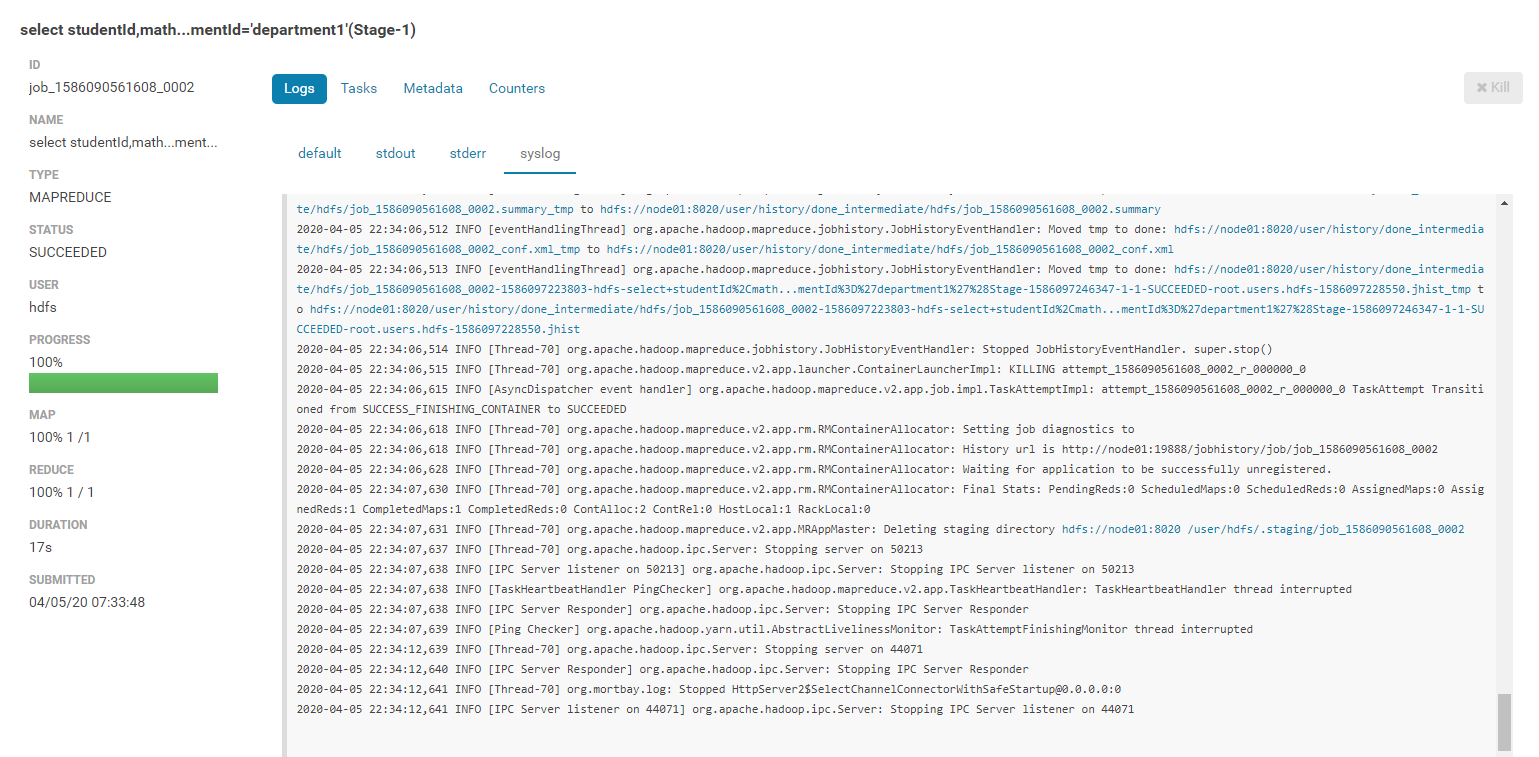 select studentId,math...mentId='department1'(Stage-1)
ID
job_1586090561608_0002
NAME
select studentId,math...ment...
TYPE
MAPREDUCE
STATUS
SUCCEEDED
USER
hdfs
PROGRESS
100%
MAP
100% 1 /1
REDUCE
100% 1 / 1
DURATION
17s
SUBMITTED
04/05/20 07:33:48
Logs Tasks Metadata Counters
✖ Kill
default stdout stderr syslog
te/hdfs/job_1586090561608_0002.summary_tmp to hdfs://node01:8020/user/history/done_intermediate/hdfs/job_1586090561608_0002.summary
2020-04-05 22:34:06,512 INFO [eventHandlingThread] org.apache.hadoop.mapreduce.jobhistory.JobHistoryEventHandler: Moved tmp to done: hdfs://node01:8020/user/history/done_intermedia
te/hdfs/job_1586090561608_0002_conf.xml_tmp to hdfs://node01:8020/user/history/done_intermediate/hdfs/job_1586090561608_0002_conf.xml
2020-04-05 22:34:06,513 INFO [eventHandlingThread] org.apache.hadoop.mapreduce.jobhistory.JobHistoryEventHandler: Moved tmp to done: hdfs://node01:8020/user/history/done_intermedia
te/hdfs/job_1586090561608_0002-1586097223803-hdfs-select+studentId%2Cmath...mentId%3D%27department1%27%28Stage-1586097246347-1-1-SUCCEEDED-root.users.hdfs-1586097228550.jhist_tmp t
o hdfs://node01:8020/user/history/done_intermediate/hdfs/job_1586090561608_0002-1586097223803-hdfs-select+studentId%2Cmath...mentId%3D%27department1%27%28Stage-1586097246347-1-1-SU
CCEEDED-root.users.hdfs-1586097228550.jhist
2020-04-05 22:34:06,514 INFO [Thread-70] org.apache.hadoop.mapreduce.jobhistory.JobHistoryEventHandler: Stopped JobHistoryEventHandler. super.stop()
2020-04-05 22:34:06,515 INFO [Thread-70] org.apache.hadoop.mapreduce.v2.app.launcher.ContainerLauncherImpl: KILLING attempt_1586090561608_0002_r_000000_0
2020-04-05 22:34:06,615 INFO [AsyncDispatcher event handler] org.apache.hadoop.mapreduce.v2.app.job.impl.TaskAttemptImpl: attempt_1586090561608_0002_r_000000_0 TaskAttempt Transiti
oned from SUCCESS_FINISHING_CONTAINER to SUCCEEDED
2020-04-05 22:34:06,618 INFO [Thread-70] org.apache.hadoop.mapreduce.v2.app.rm.RMContainerAllocator: Setting job diagnostics to
2020-04-05 22:34:06,618 INFO [Thread-70] org.apache.hadoop.mapreduce.v2.app.rm.RMContainerAllocator: History url is http://node01:19888/jobhistory/job/job_1586090561608_0002
2020-04-05 22:34:06,628 INFO [Thread-70] org.apache.hadoop.mapreduce.v2.app.rm.RMContainerAllocator: Waiting for application to be successfully unregistered.
2020-04-05 22:34:07,630 INFO [Thread-70] org.apache.hadoop.mapreduce.v2.app.rm.RMContainerAllocator: Final Stats: PendingReds:0 ScheduledMaps:0 ScheduledReds:0 AssignedMaps:0 Assig
nedReds:1 CompletedMaps:1 CompletedReds:0 ContAlloc:2 ContRel:0 HostLocal:1 RackLocal:0
2020-04-05 22:34:07,631 INFO [Thread-70] org.apache.hadoop.mapreduce.v2.app.MRAppMaster: Deleting staging directory hdfs://node01:8020 /user/hdfs/.staging/job_1586090561608_0002
2020-04-05 22:34:07,637 INFO [Thread-70] org.apache.hadoop.ipc.Server: Stopping server on 50213
2020-04-05 22:34:07,638 INFO [IPC Server listener on 50213] org.apache.hadoop.ipc.Server: Stopping IPC Server listener on 50213
2020-04-05 22:34:07,638 INFO [TaskHeartbeatHandler PingChecker] org.apache.hadoop.mapreduce.v2.app.TaskHeartbeatHandler: TaskHeartbeatHandler thread interrupted
2020-04-05 22:34:07,638 INFO [IPC Server Responder] org.apache.hadoop.ipc.Server: Stopping IPC Server Responder
2020-04-05 22:34:07,639 INFO [Ping Checker] org.apache.hadoop.yarn.util.AbstractLivelinessMonitor: TaskAttemptFinishingMonitor thread interrupted
2020-04-05 22:34:12,639 INFO [Thread-70] org.apache.hadoop.ipc.Server: Stopping server on 44071
2020-04-05 22:34:12,640 INFO [IPC Server Responder] org.apache.hadoop.ipc.Server: Stopping IPC Server Responder
2020-04-05 22:34:12,641 INFO [Thread-70] org.mortbay.log: Stopped HttpServer2$SelectChannelConnectorWithSafeStartup@0.0.0.0:0
2020-04-05 22:34:12,641 INFO [IPC Server listener on 44071] org.apache.hadoop.ipc.Server: Stopping IPC Server listener on 44071